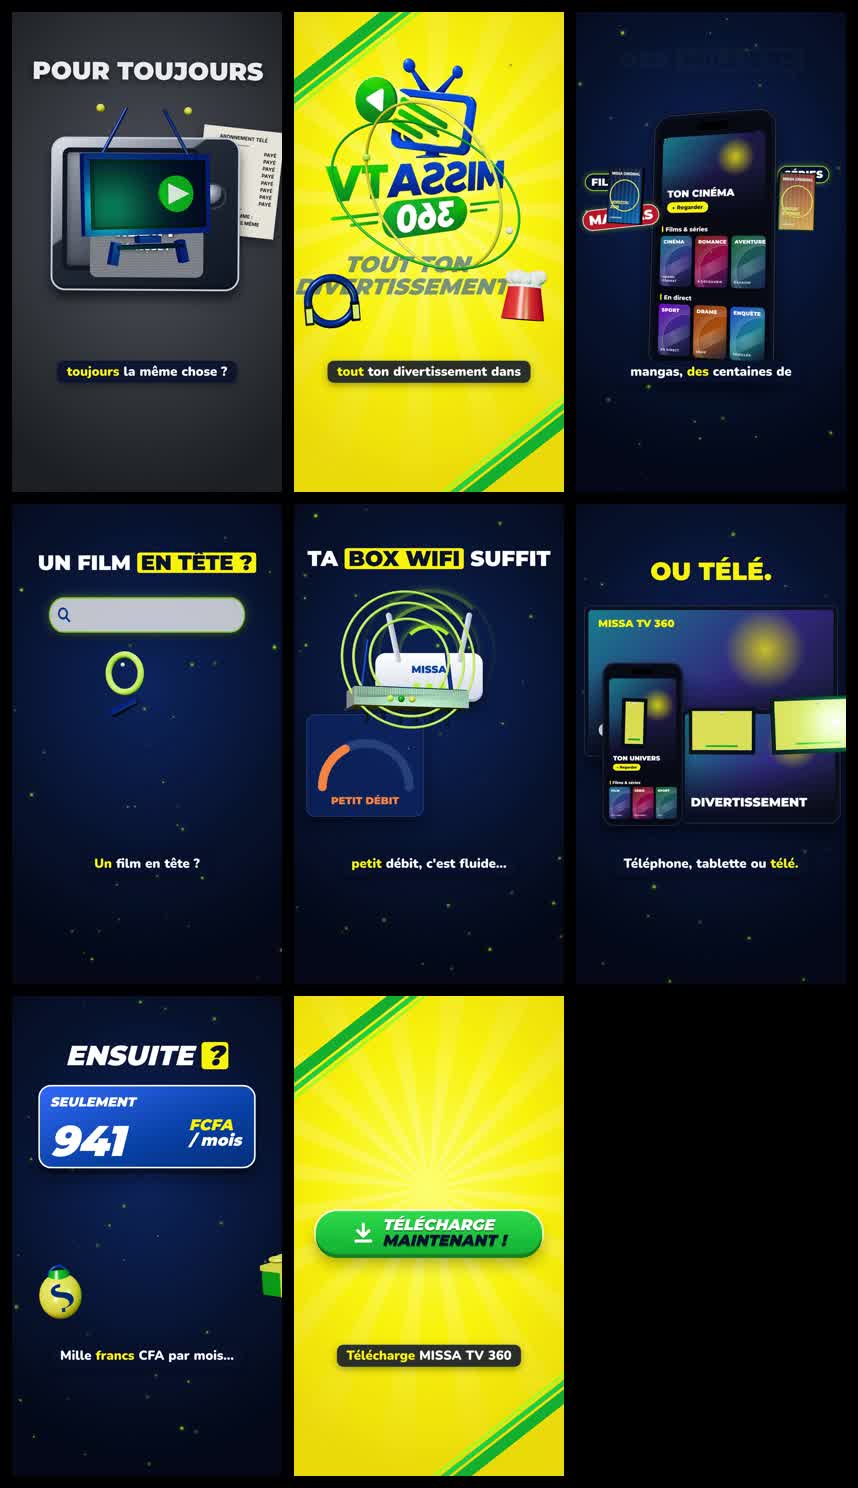 POUR TOUJOURS
ABONNEMENT TÉLÉ
PAYÉ
PAYÉ
PAYÉ
PAYÉ
PAYÉ
PAYÉ
PAYÉ
PAYÉ
toujours la même chose ?
MISSA TV
360
TOUT TON
DIVERTISSEMENT
tout ton divertissement dans
TON CINÉMA
Regarder
Films & séries
CINÉMA
ROMANCE
AVENTURE
En direct
SPORT
DRAME
ENQUÊTE
mangas, des centaines de
UN FILM EN TÊTE ?
Un film en tête ?
TA BOX WIFI SUFFIT
MISSA
PETIT DÉBIT
petit débit, c'est fluide...
OU TÉLÉ.
MISSA TV 360
TON UNIVERS
Regarder
Films & séries
DIVERTISSEMENT
Téléphone, tablette ou télé.
ENSUITE ?
SEULEMENT
941
FCFA
/ mois
Mille francs CFA par mois...
TÉLÉCHARGE
MAINTENANT !
Télécharge MISSA TV 360